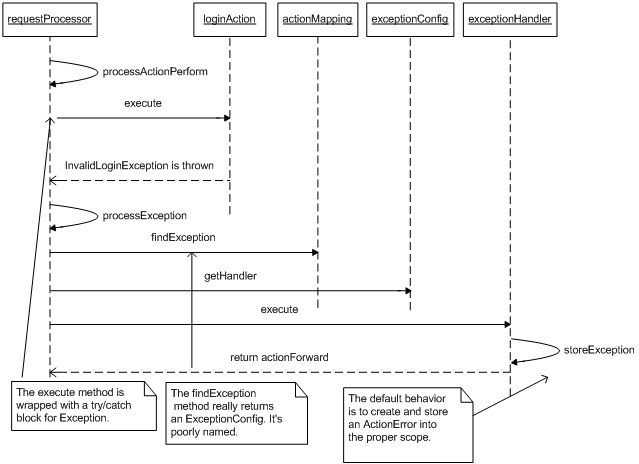 requestProcessor
loginAction
actionMapping
exceptionConfig
exceptionHandler
processActionPerform
execute
InvalidLoginException is thrown
processException
findException
getHandler
execute
storeException
return actionForward
The execute method is
wrapped with a try/catch
block for Exception.
The findException
method really returns
an ExceptionConfig. It's
poorly named.
The default behavior
is to create and store
an ActionError into
the proper scope.